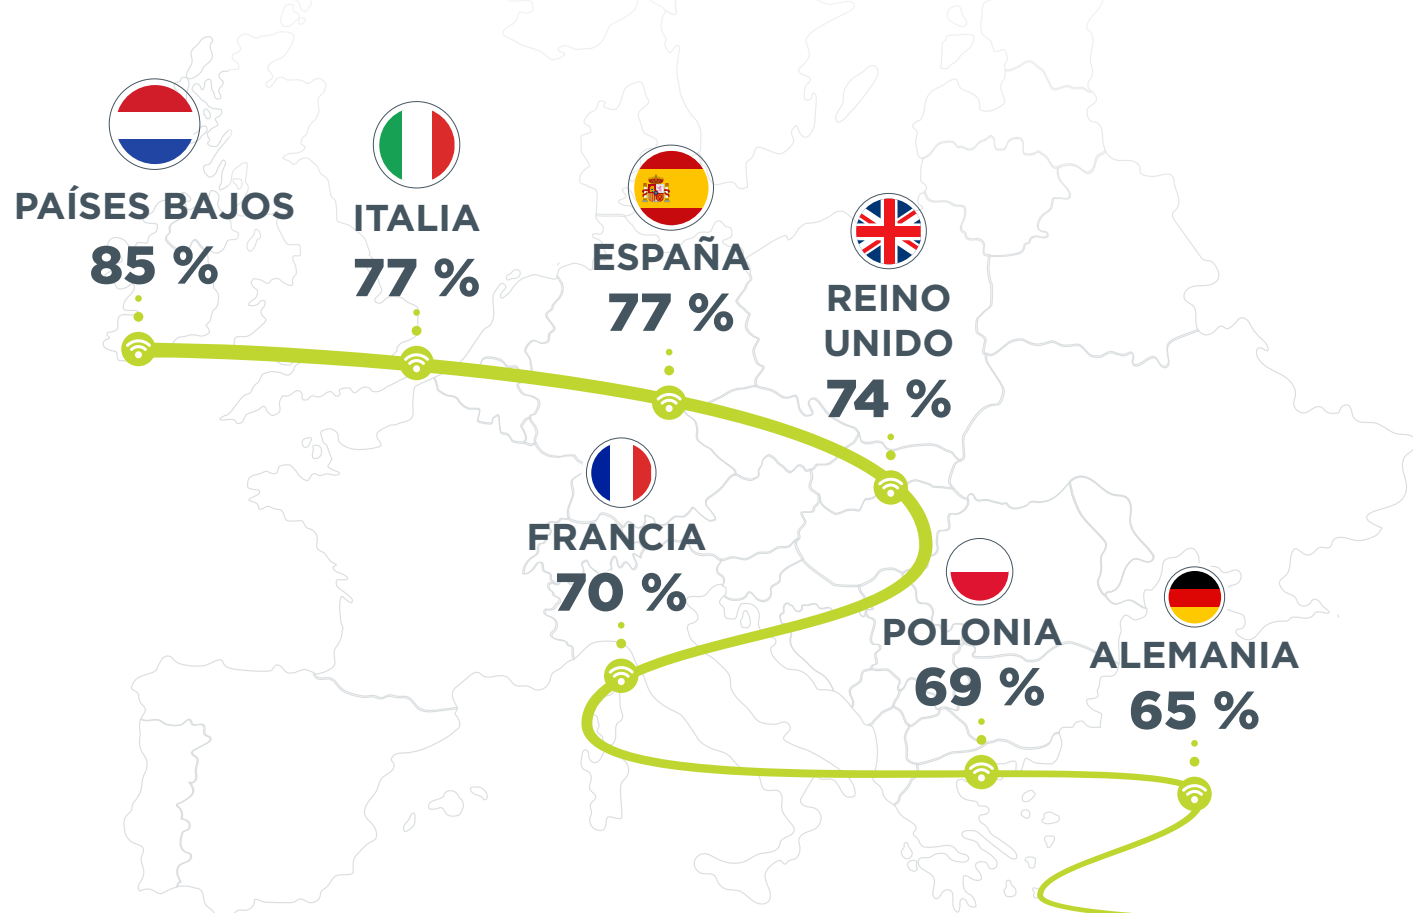 PAÍSES BAJOS
85 %
ITALIA
77 %
ESPAÑA
77 %
REINO
UNIDO
74 %
FRANCIA
70 %
POLONIA
69 %
ALEMANIA
65 %